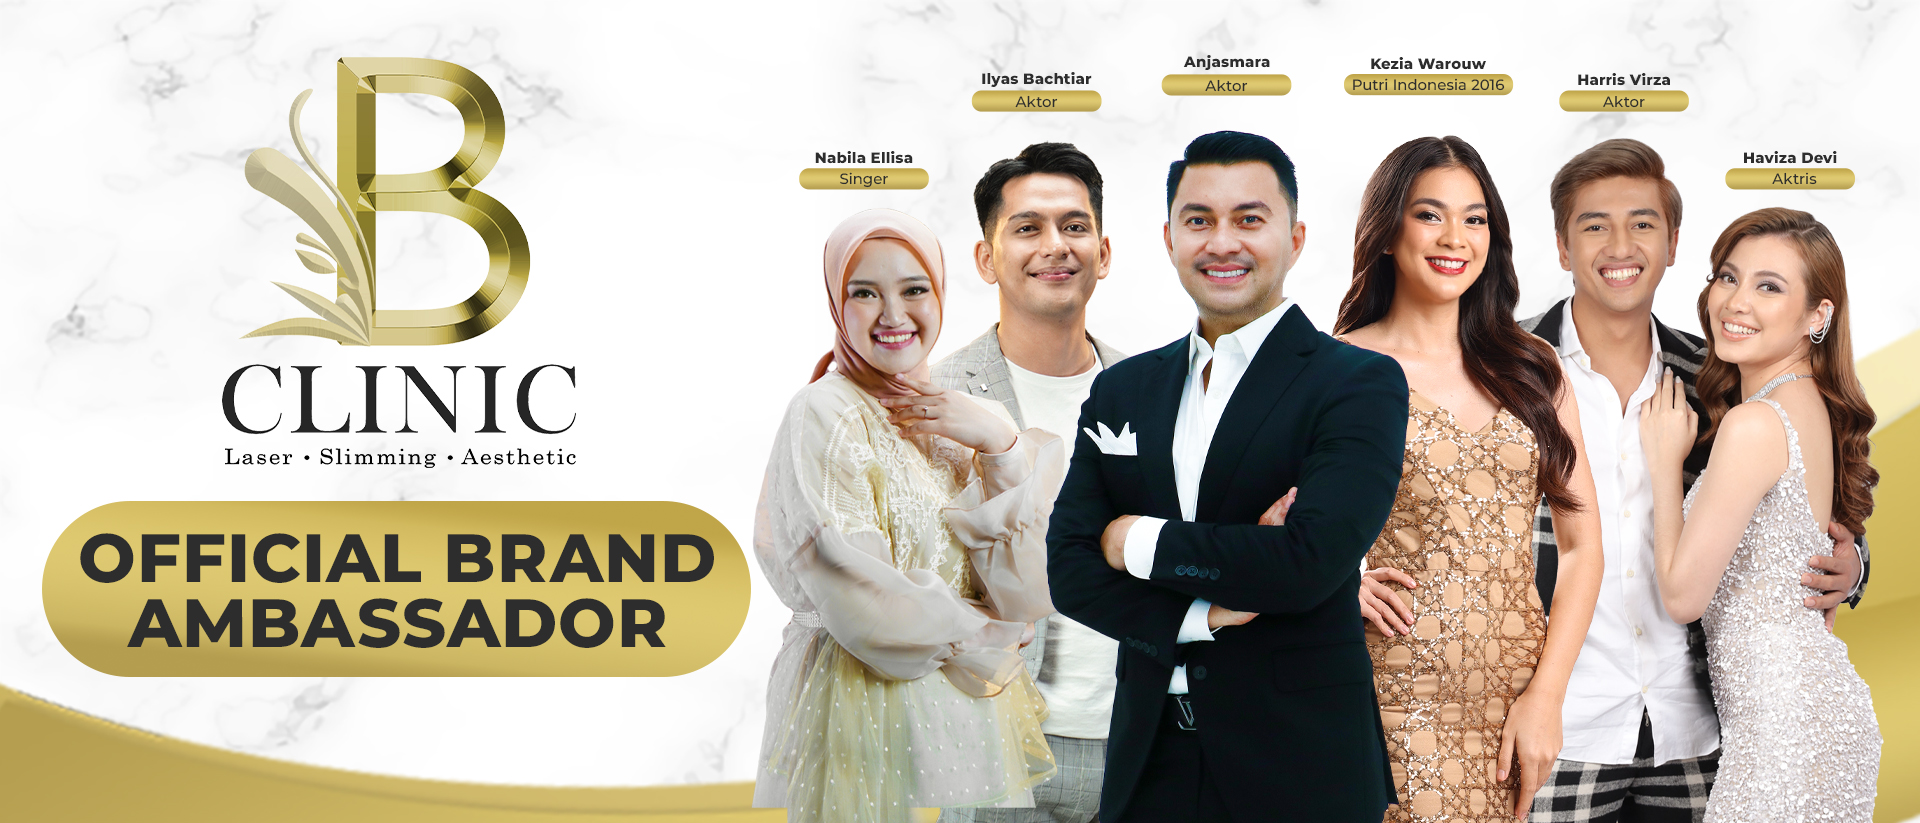 B
CLINIC
Laser • Slimming • Aesthetic
OFFICIAL BRAND
AMBASSADOR
Nabila Ellisa
Singer
Ilyas Bachtiar
Aktor
Anjasmara
Aktor
Kezia Warouw
Putri Indonesia 2016
Harris Virza
Aktor
Haviza Devi
Aktris